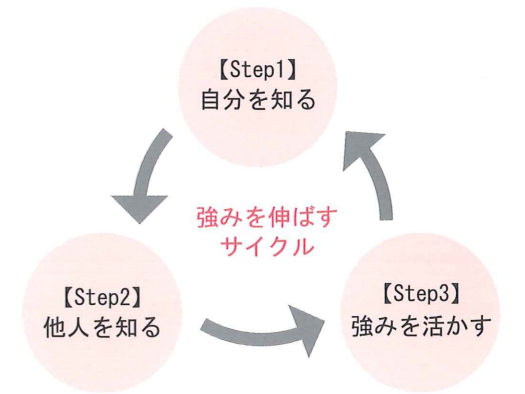 【Step1】
自分を知る
強みを伸ばす
サイクル
【Step2】
他人を知る
【Step3】
強みを活かす